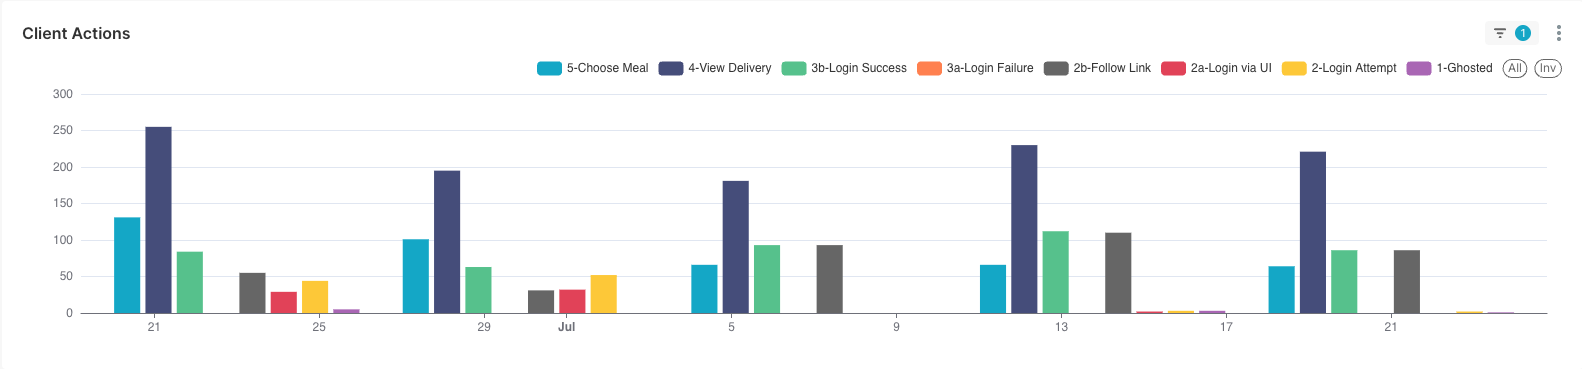 Client Actions
1
5-Choose Meal 4-View Delivery 3b-Login Success 3a-Login Failure 2b-Follow Link 2a-Login via UI 2-Login Attempt 1-Ghosted All Inv
300
250
200
150
100
50
0
21 25 29 Jul 5 9 13 17 21